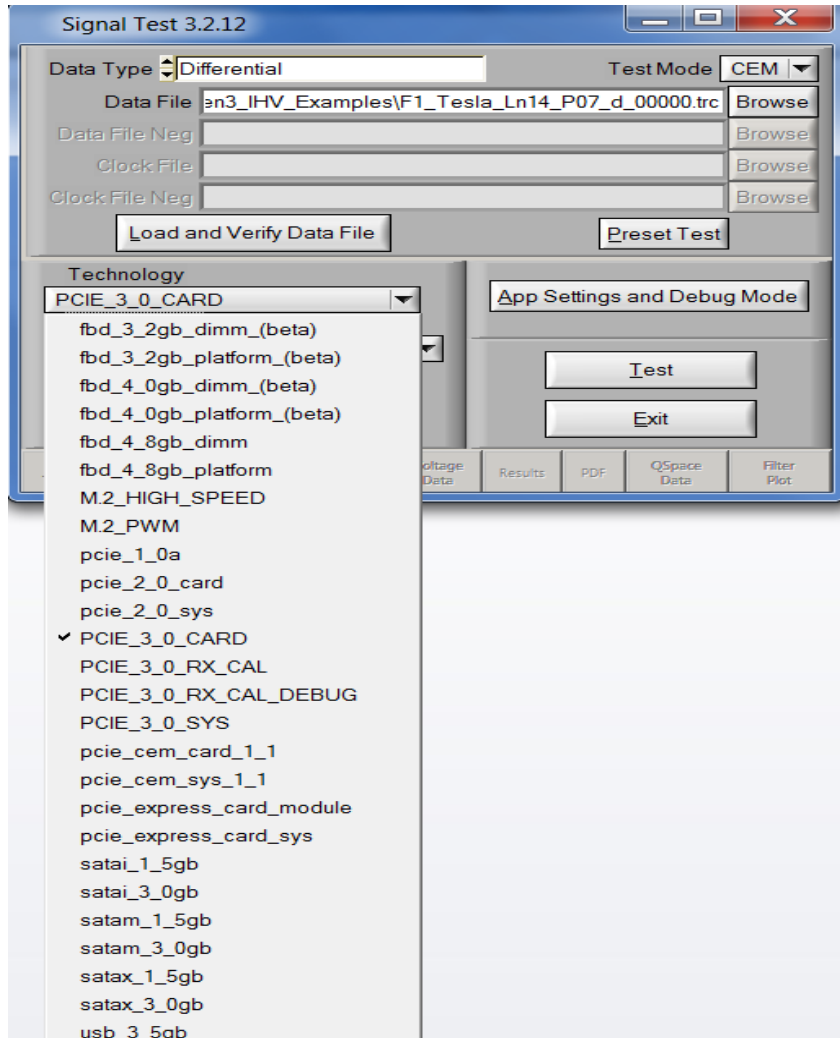 Signal Test 3.2.12
Data Type Differential Test Mode CEM
Data File en3_IHV_Examples\F1_Tesla_Ln14_P07_d_00000.trc Browse
Data File Neg Browse
Clock File Browse
Clock File Neg Browse
Load and Verify Data File Preset Test
Technology
PCIE_3_0_CARD
App Settings and Debug Mode
Test
Exit
Data Results PDF QSpace Data Filter Plot
fbd_3_2gb_dimm_(beta)
fbd_3_2gb_platform_(beta)
fbd_4_0gb_dimm_(beta)
fbd_4_0gb_platform_(beta)
fbd_4_8gb_dimm
fbd_4_8gb_platform
M.2_HIGH_SPEED
M.2_PWM
pcie_1_0a
pcie_2_0_card
pcie_2_0_sys
PCIE_3_0_CARD
PCIE_3_0_RX_CAL
PCIE_3_0_RX_CAL_DEBUG
PCIE_3_0_SYS
pcie_cem_card_1_1
pcie_cem_sys_1_1
pcie_express_card_module
pcie_express_card_sys
satai_1_5gb
satai_3_0gb
satam_1_5gb
satam_3_0gb
satax_1_5gb
satax_3_0gb
usb_3_5gb